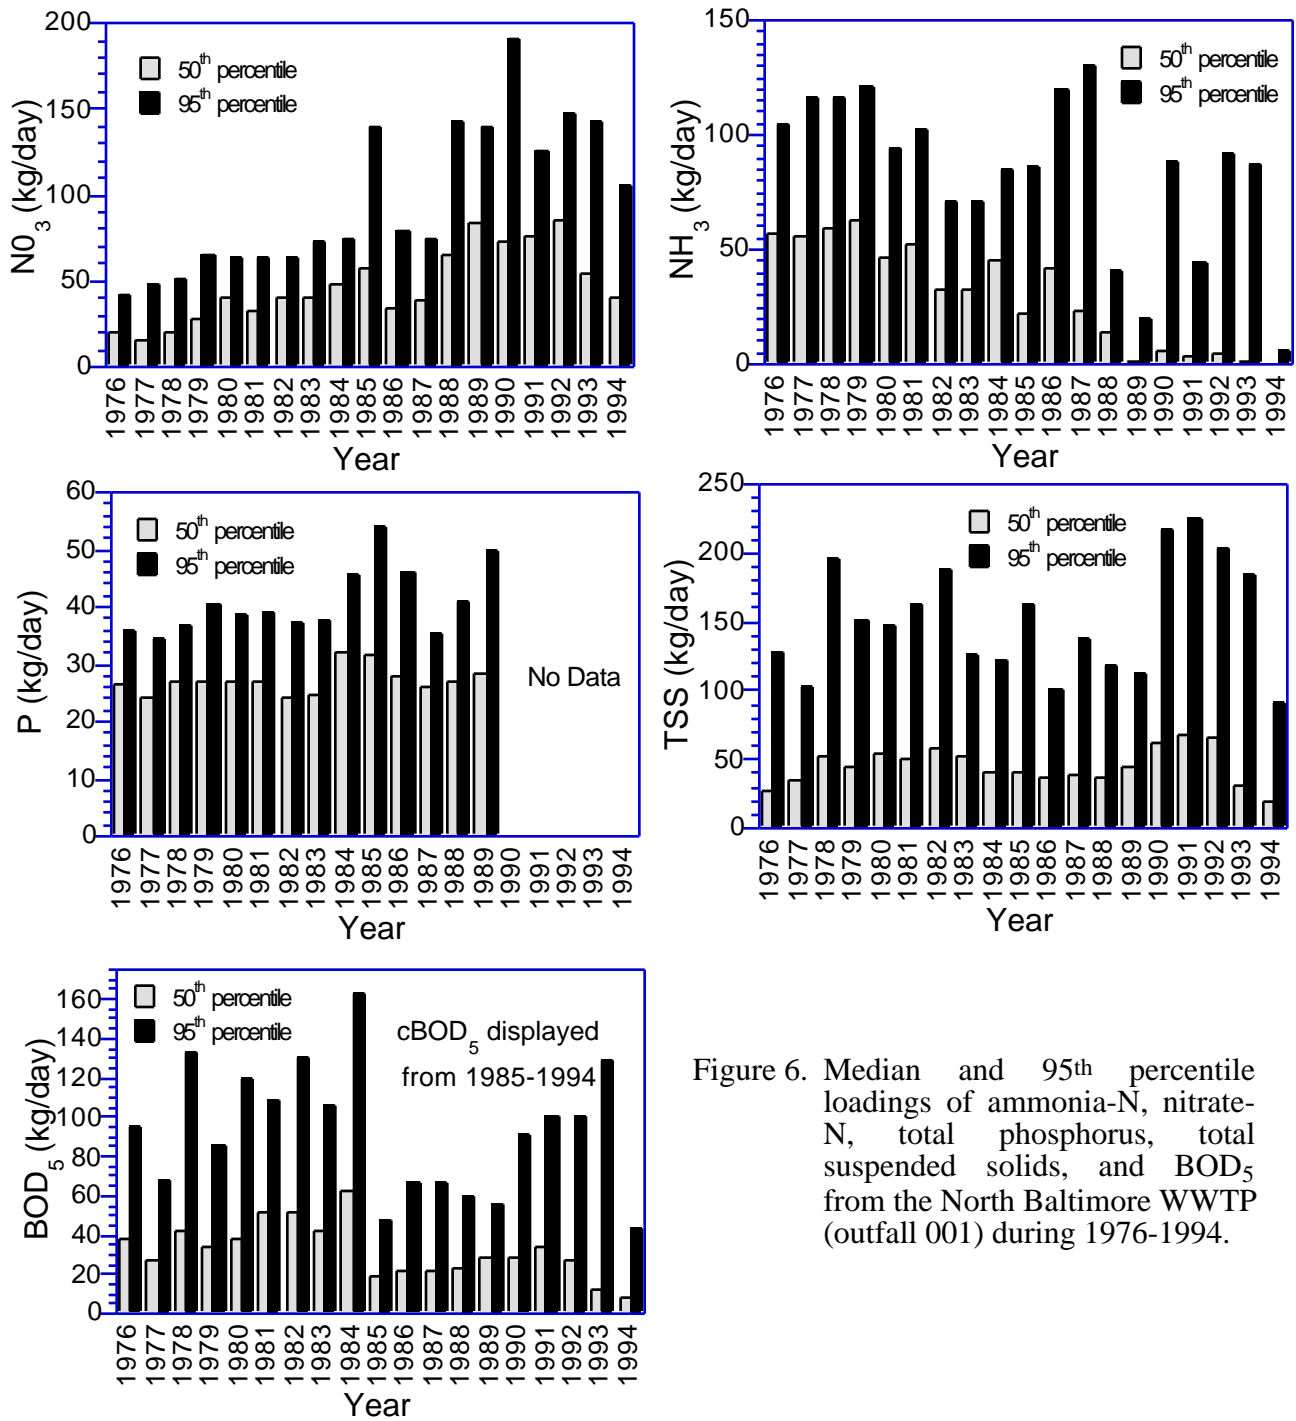 200
150
100
50
0
N03 (kg/day)
50th percentile
95th percentile
1976 1977 1978 1979 1980 1981 1982 1983 1984 1985 1986 1987 1988 1989 1990 1991 1992 1993 1994
Year
150
100
50
0
NH3 (kg/day)
50th percentile
95th percentile
1976 1977 1978 1979 1980 1981 1982 1983 1984 1985 1986 1987 1988 1989 1990 1991 1992 1993 1994
Year
60
50
40
30
20
10
0
P (kg/day)
50th percentile
95th percentile
No Data
1976 1977 1978 1979 1980 1981 1982 1983 1984 1985 1986 1987 1988 1989 1990 1991 1992 1993 1994
Year
250
200
150
100
50
0
TSS (kg/day)
50th percentile
95th percentile
1976 1977 1978 1979 1980 1981 1982 1983 1984 1985 1986 1987 1988 1989 1990 1991 1992 1993 1994
Year
160
140
120
100
80
60
40
20
0
BOD5 (kg/day)
50th percentile
95th percentile
cBOD5 displayed
from 1985-1994
1976 1977 1978 1979 1980 1981 1982 1983 1984 1985 1986 1987 1988 1989 1990 1991 1992 1993 1994
Year
Figure 6. Median and 95th percentile
loadings of ammonia-N, nitrate-
N, total phosphorus, total
suspended solids, and BOD5
from the North Baltimore WWTP
(outfall 001) during 1976-1994.